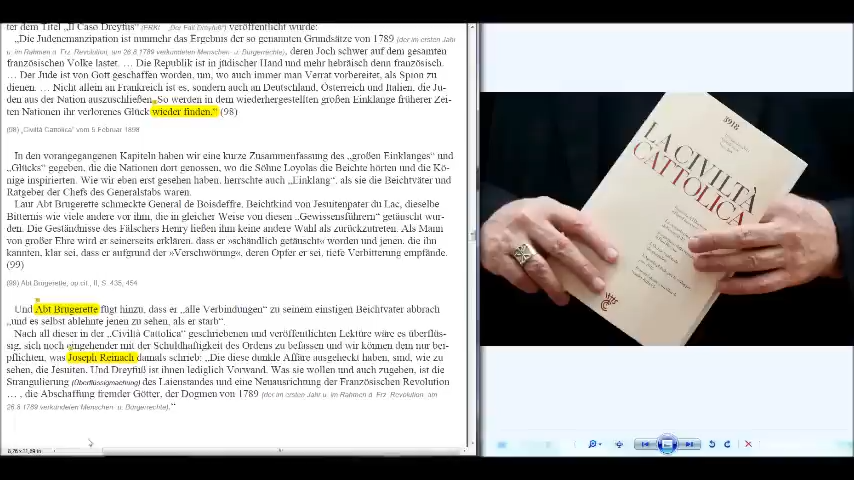 ter dem Titel „Il Caso Dreyfus“ (FRKl - „Der Fall Dreyfuß“) veröffentlicht wurde:
„Die Judenemanzipation ist nunmehr das Ergebnis der so genannten Grundsätze von 1789 (der im ersten Jahr
u. im Rahmen d. Frz. Revolution, am 26.8.1789 verkündeten Menschen- u. Bürgerrechte), deren Joch schwer auf dem gesamten
französischen Volke lastet. … Die Republik ist in jüdischer Hand und mehr hebräisch denn französisch.
… Der Jude ist von Gott geschaffen worden, um, wo auch immer man Verrat vorbereitet, als Spion zu
dienen. … Nicht allein an Frankreich ist es, sondern auch an Deutschland, Österreich und Italien, die Ju-
den aus der Nation auszuschließen. So werden in dem wiederhergestellten großen Einklange früherer Zei-
ten Nationen ihr verlorenes Glück wieder finden.“ (98)
(98) „Civiltà Cattolica“ vom 5 Februar 1898
In den vorangegangenen Kapiteln haben wir eine kurze Zusammenfassung des „großen Einklanges“ und
„Glücks“ gegeben, die die Nationen dort genossen, wo die Söhne Loyolas die Beichte hörten und die Kö-
nige inspirierten. Wie wir eben erst gesehen haben, herrschte auch „Einklang“, als sie die Beichtväter und
Ratgeber der Chefs des Generalstabs waren.
Laut Abt Brugerette schmeckte General de Boisdeffre, Beichtkind von Jesuitenpater du Lac, dieselbe
Bitternis wie viele andere vor ihm, die in gleicher Weise von diesen „Gewissensführern“ getäuscht wur-
den. Die Geständnisse des Fälschers Henry ließen ihm keine andere Wahl als zurückzutreten. Als Mann
von großer Ehre wird er seinerseits erklären, dass er »schändlich getäuscht« worden und jenen, die ihn
kannten, klar sei, dass er aufgrund der »Verschwörung«, deren Opfer er sei, tiefe Verbitterung empfände.
(99)
(99) Abt Brugerette, op cit , II, S. 435, 454
Und Abt Brugerette fügt hinzu, dass er „alle Verbindungen“ zu seinem einstigen Beichtvater abbrach
„und es selbst ablehnte jenen zu sehen, als er starb“.
Nach all dieser in der „Civiltà Cattolica“ geschriebenen und veröffentlichten Lektüre wäre es überflüs-
sig, sich noch eingehender mit der Schuldhaftigkeit des Ordens zu befassen und wir können dem nur bei-
pflichten, was Joseph Reinach damals schrieb: „Die diese dunkle Affäre ausgeheckt haben, sind, wie zu
sehen, die Jesuiten. Und Dreyfuß ist ihnen lediglich Vorwand. Was sie wollen und auch zugeben, ist die
Strangulierung (Überflüssigmachung) des Laienstandes und eine Neuausrichtung der Französischen Revolution
… , die Abschaffung fremder Götter, der Dogmen von 1789 (der im ersten Jahr u. im Rahmen d. Frz. Revolution, am
26.8.1789 verkündeten Menschen- u. Bürgerrechte).“
3918
LA CIVILTÀ
CATTOLICA